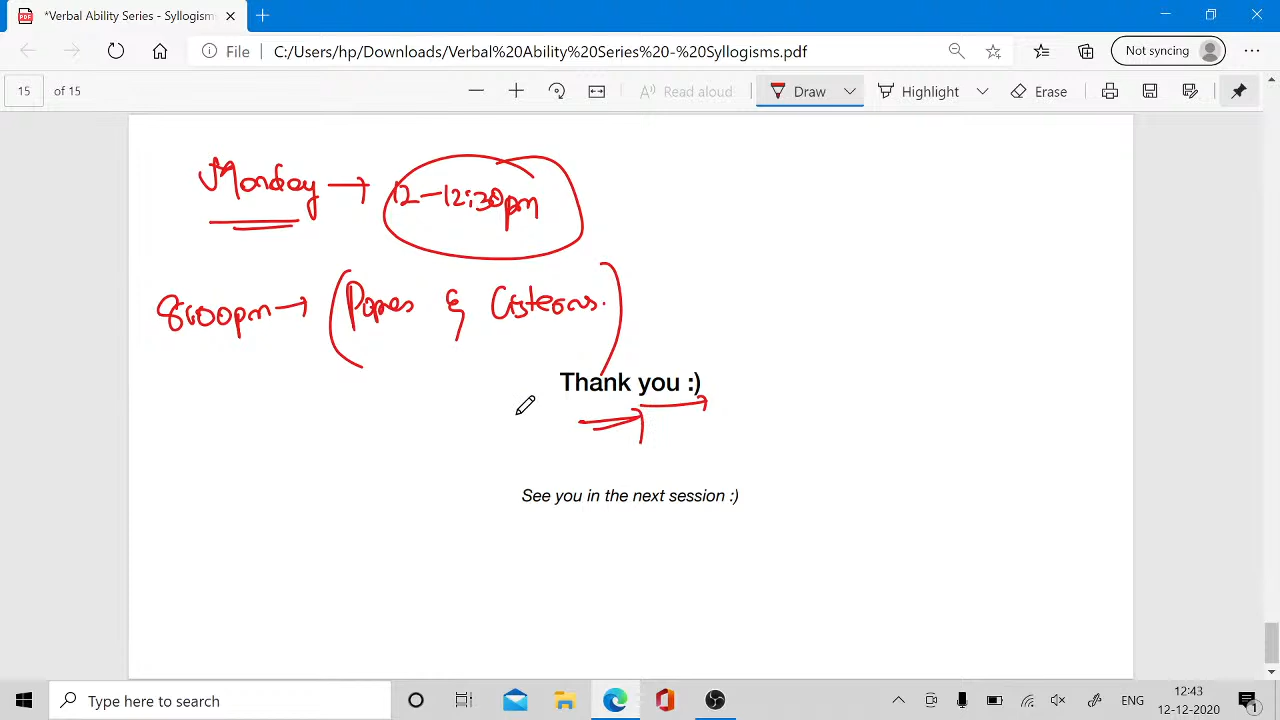 *Verbal Ability Series - Syllogism
File C:/Users/hp/Downloads/Verbal%20Ability%20Series%20-%20Syllogisms.pdf Not syncing
15 of 15 Read aloud Draw Highlight Erase
Monday → 12-12:30pm
8:00pm → (Pipes & Cisterns.)
Thank you :)
See you in the next session :)
Type here to search ENG 12:43
12-12-2020